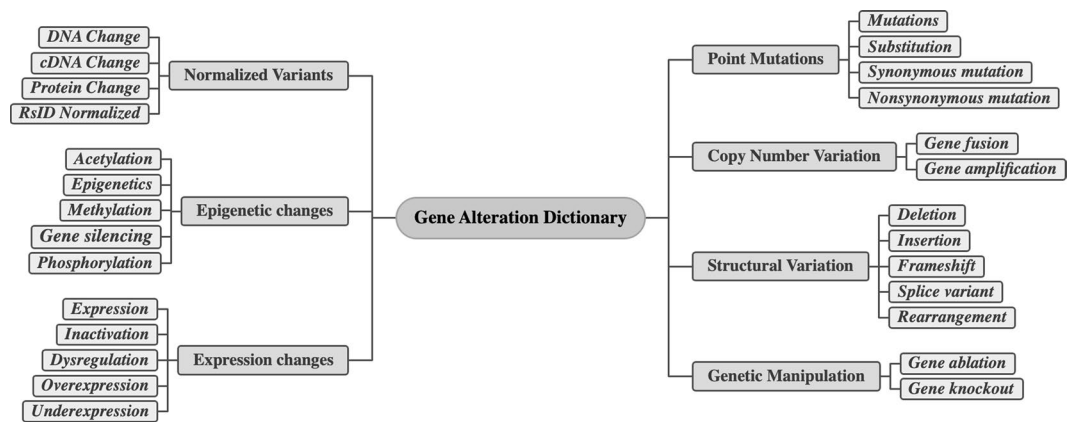 DNA Change
cDNA Change
Protein Change
RsID Normalized
Normalized Variants
Acetylation
Epigenetics
Methylation
Gene silencing
Phosphorylation
Epigenetic changes
Expression
Inactivation
Dysregulation
Overexpression
Underexpression
Expression changes
Gene Alteration Dictionary
Point Mutations
Mutations
Substitution
Synonymous mutation
Nonsynonymous mutation
Copy Number Variation
Gene fusion
Gene amplification
Structural Variation
Deletion
Insertion
Frameshift
Splice variant
Rearrangement
Genetic Manipulation
Gene ablation
Gene knockout